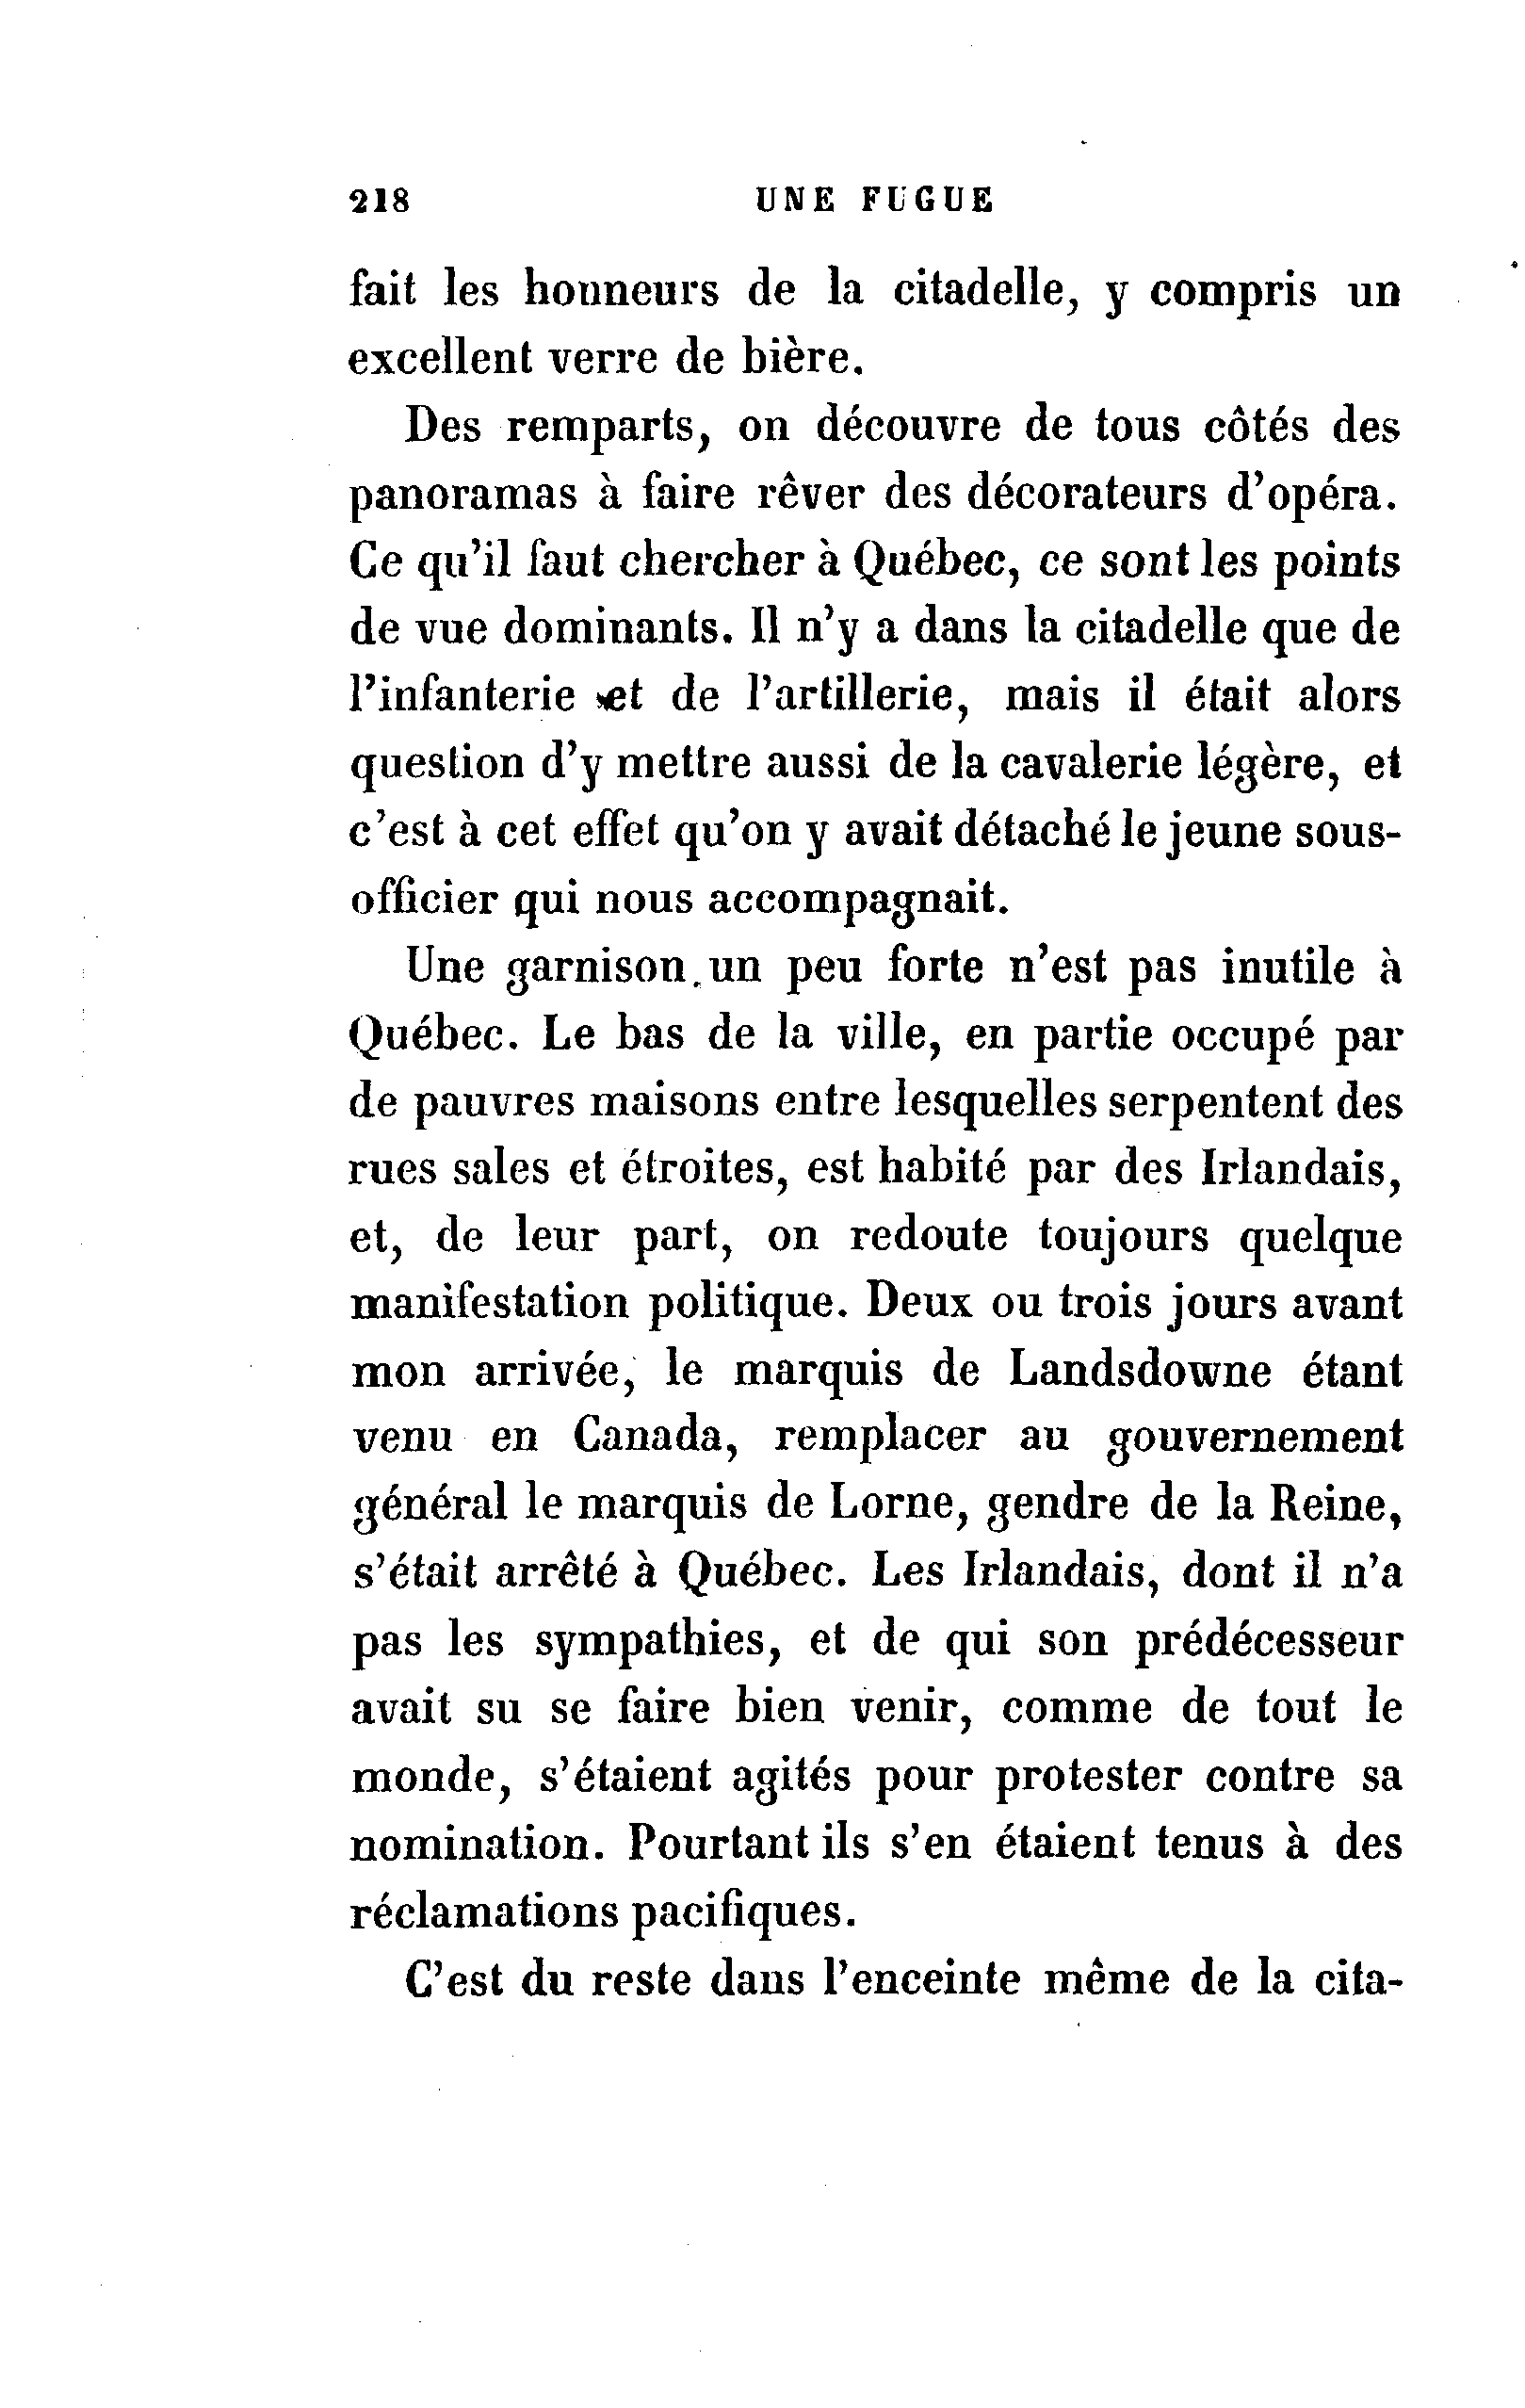 218 UNE FUGUE
fait les honneurs de la citadelle, y compris un
excellent verre de bière.
Des remparts, on découvre de tous côtés des
panoramas à faire rêver des décorateurs d'opéra.
Ce qu'il faut chercher à Québec, ce sont les points
de vue dominants. Il n'y a dans la citadelle que de
l'infanterie et de l'artillerie, mais il était alors
question d'y mettre aussi de la cavalerie légère, et
c'est à cet effet qu'on y avait détaché le jeune sous-
officier qui nous accompagnait.
Une garnison un peu forte n'est pas inutile à
Québec. Le bas de la ville, en partie occupé par
de pauvres maisons entre lesquelles serpentent des
rues sales et étroites, est habité par des Irlandais,
et, de leur part, on redoute toujours quelque
manifestation politique. Deux ou trois jours avant
mon arrivée, le marquis de Landsdowne étant
venu en Canada, remplacer au gouvernement
général le marquis de Lorne, gendre de la Reine,
s'était arrêté à Québec. Les Irlandais, dont il n'a
pas les sympathies, et de qui son prédécesseur
avait su se faire bien venir, comme de tout le
monde, s'étaient agités pour protester contre sa
nomination. Pourtant ils s'en étaient tenus à des
réclamations pacifiques.
C'est du reste dans l'enceinte même de la cita-